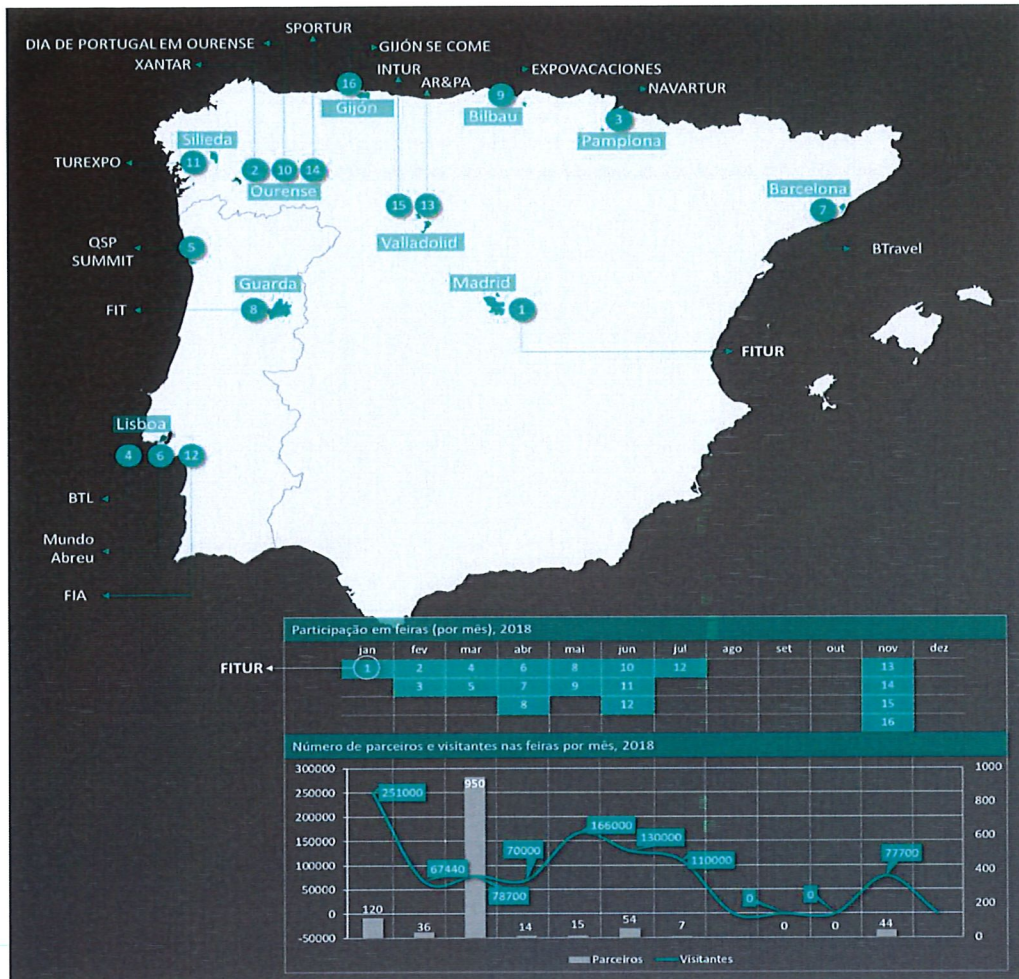 SPORTUR
DIA DE PORTUGAL EM OURENSE
GIJÓN SE COME
XANTAR
INTUR
EXPOVACACIONES
AR&PA
NAVARTUR
16
Gijón
9
Bilbau
3
Pamplona
Silleda
TUREXPO
11
2
10
14
Ourense
Barcelona
7
15
13
Valladolid
QSP
SUMMIT
5
BTravel
Guarda
Madrid
FIT
8
1
FITUR
Lisboa
4
6
12
BTL
Mundo
Abreu
FIA
Participação em feiras (por mês), 2018
jan fev mar abr mai jun jul ago set out nov dez
FITUR
1 2 4 6 8 10 12 13
3 5 7 9 11 14
8 12 15
16
Número de parceiros e visitantes nas feiras por mês, 2018
300000
250000
200000
150000
100000
50000
0
-50000
1000
800
600
400
200
0
251000
67440
78700
70000
166000
130000
110000
0
0
77700
120
36
950
14
15
54
7
0
0
44
Parceiros Visitantes